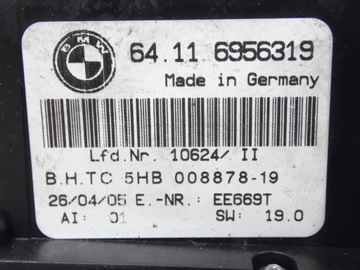 BMW
64.11 6956319
Made in Germany
Lfd.Nr. 10624/ II
B.H.TC 5HB 008878-19
26/04/05 E.-NR.: EE669T
AI: 01 SW: 19.0